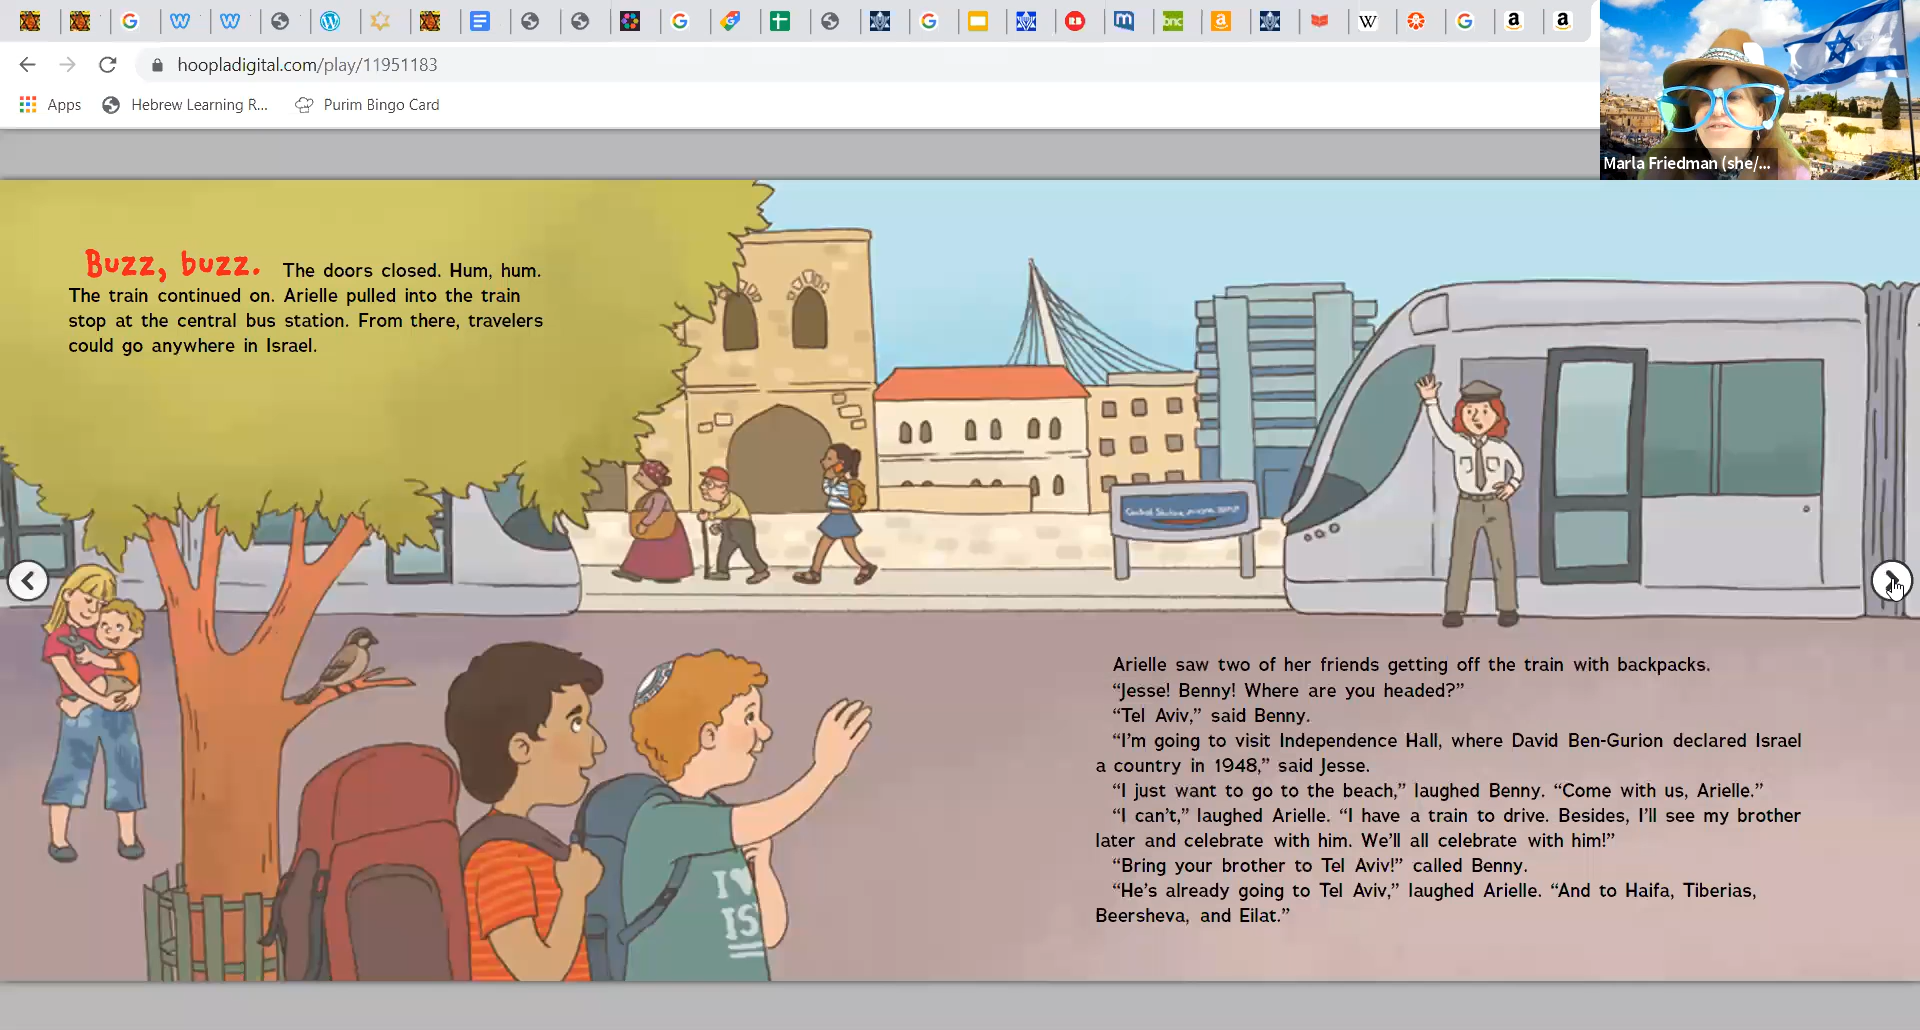 hoopladigital.com/play/11951183
Apps
Hebrew Learning R...
Purim Bingo Card
Marla Friedman (she/...
Buzz, buzz. The doors closed. Hum, hum.
The train continued on. Arielle pulled into the train
stop at the central bus station. From there, travelers
could go anywhere in Israel.
I
IS
Arielle saw two of her friends getting off the train with backpacks.
“Jesse! Benny! Where are you headed?”
“Tel Aviv,” said Benny.
“I’m going to visit Independence Hall, where David Ben-Gurion declared Israel
a country in 1948,” said Jesse.
“I just want to go to the beach,” laughed Benny. “Come with us, Arielle.”
“I can’t,” laughed Arielle. “I have a train to drive. Besides, I’ll see my brother
later and celebrate with him. We’ll all celebrate with him!”
“Bring your brother to Tel Aviv!” called Benny.
“He’s already going to Tel Aviv,” laughed Arielle. “And to Haifa, Tiberias,
Beersheva, and Eilat.”